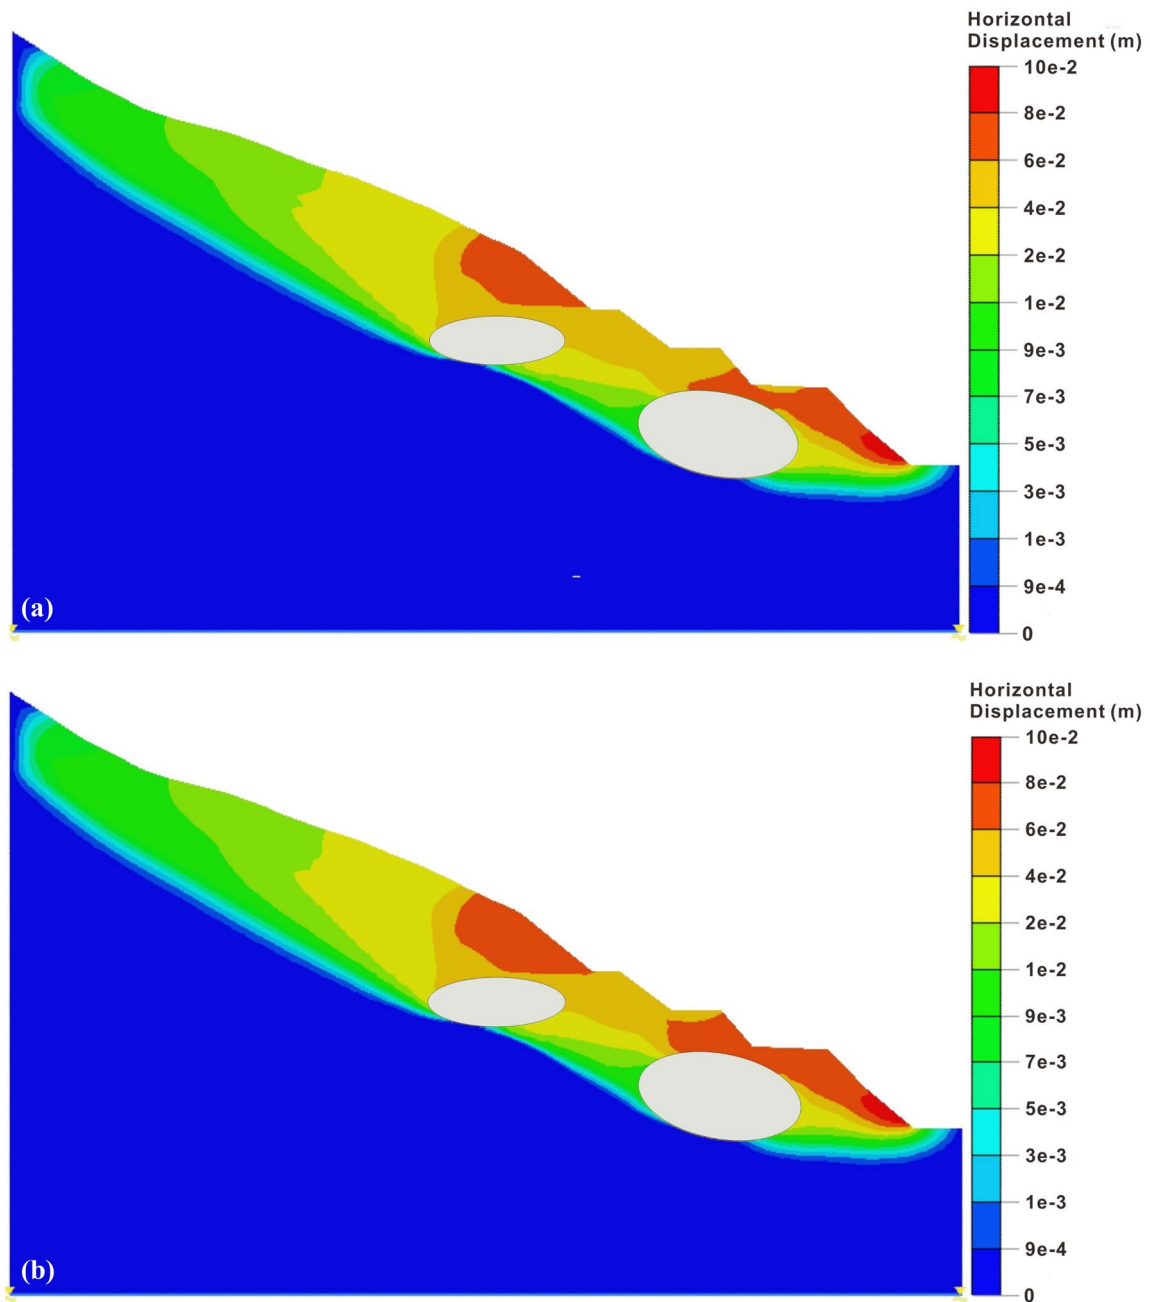 Horizontal
Displacement (m)
10e-2
8e-2
6e-2
4e-2
2e-2
1e-2
9e-3
7e-3
5e-3
3e-3
1e-3
9e-4
0
(a)
Horizontal
Displacement (m)
10e-2
8e-2
6e-2
4e-2
2e-2
1e-2
9e-3
7e-3
5e-3
3e-3
1e-3
9e-4
0
(b)